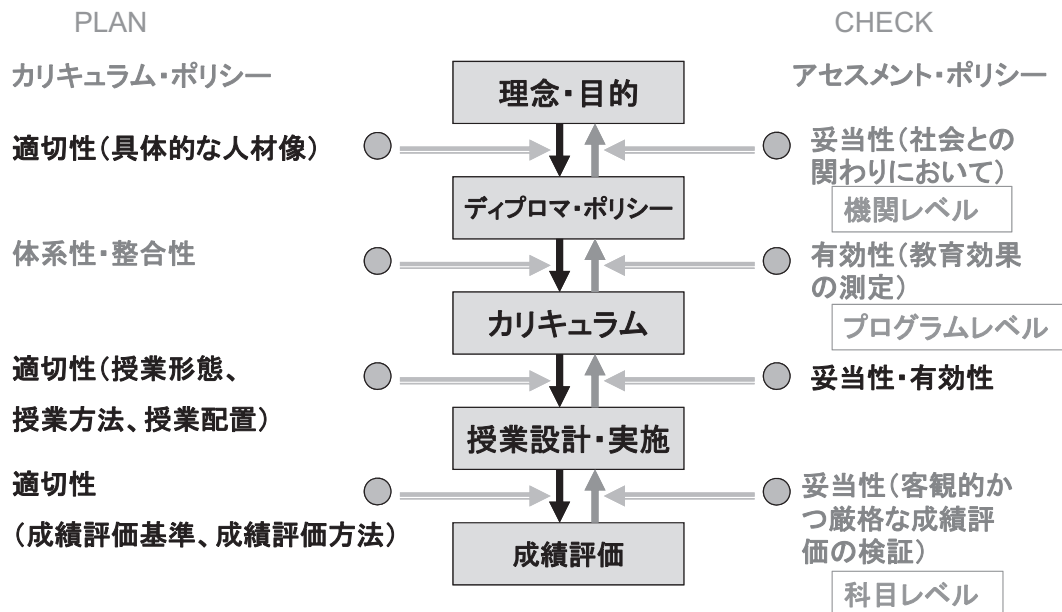 PLAN
CHECK
カリキュラム・ポリシー
アセスメント・ポリシー
理念・目的
適切性(具体的な人材像)
妥当性(社会との
関わりにおいて)
機関レベル
ディプロマ・ポリシー
体系性・整合性
有効性(教育効果
の測定)
プログラムレベル
カリキュラム
適切性(授業形態、
授業方法、授業配置)
妥当性・有効性
授業設計・実施
適切性
(成績評価基準、成績評価方法)
妥当性(客観的か
つ厳格な成績評
価の検証)
科目レベル
成績評価